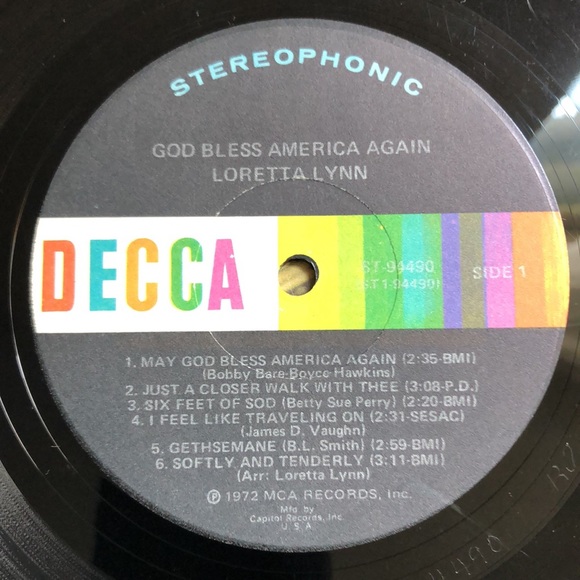 STEREOPHONIC
GOD BLESS AMERICA AGAIN
LORETTA LYNN
DECCA
ST-94490
SIDE 1
(ST1-94490)
1. MAY GOD BLESS AMERICA AGAIN (2:35-BMI)
(Bobby Bare-Boyce Hawkins)
2. JUST A CLOSER WALK WITH THEE (3:08-P.D.)
3. SIX FEET OF SOD (Betty Sue Perry) (2:20-BMI)
4. I FEEL LIKE TRAVELING ON (2:31-SESAC)
(James D. Vaughn)
5. GETHSEMANE (B.L. Smith) (2:59-BMI)
6. SOFTLY AND TENDERLY (3:11-BMI)
(Arr: Loretta Lynn)
℗ 1972 MCA RECORDS, Inc.
Mfd by
Capitol Records, Inc.
U.S.A